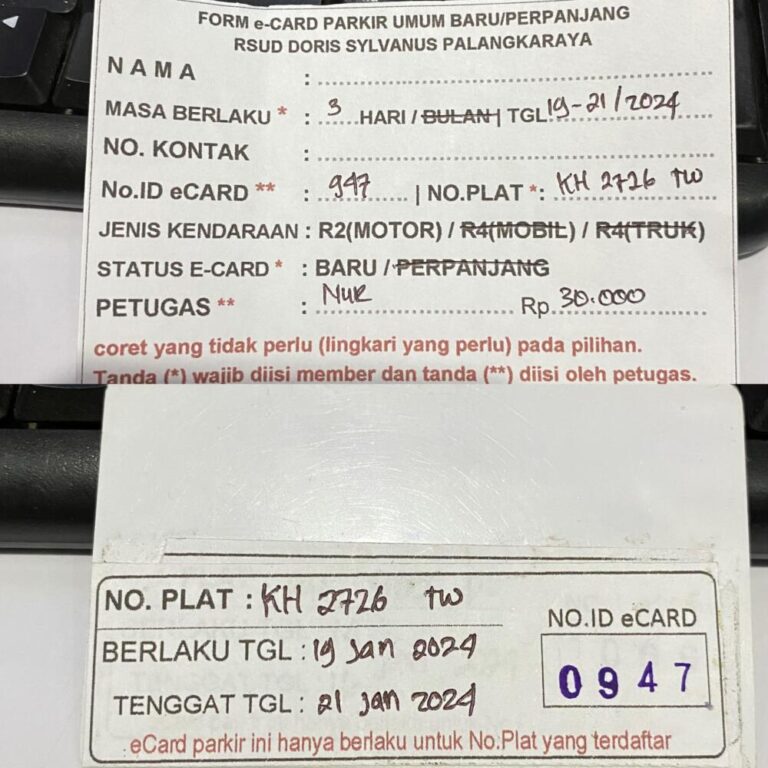 FORM e-CARD PARKIR UMUM BARU/PERPANJANG
RSUD DORIS SYLVANUS PALANGKARAYA
NAMA :
MASA BERLAKU * : 3 HARI / BULAN | TGL 19-21/2024
NO. KONTAK :
No.ID eCARD ** : 947 | NO.PLAT *: KH 2726 TW
JENIS KENDARAAN : R2(MOTOR) / R4(MOBIL) / R4(TRUK)
STATUS E-CARD * : BARU / PERPANJANG
PETUGAS ** : NUR Rp. 30.000
coret yang tidak perlu (lingkari yang perlu) pada pilihan.
Tanda (*) wajib diisi member dan tanda (**) diisi oleh petugas.
NO. PLAT : KH 2726 TW
BERLAKU TGL : 19 Jan 2024
TENGGAT TGL : 21 Jan 2024
NO.ID eCARD
0947
eCard parkir ini hanya berlaku untuk No.Plat yang terdaftar